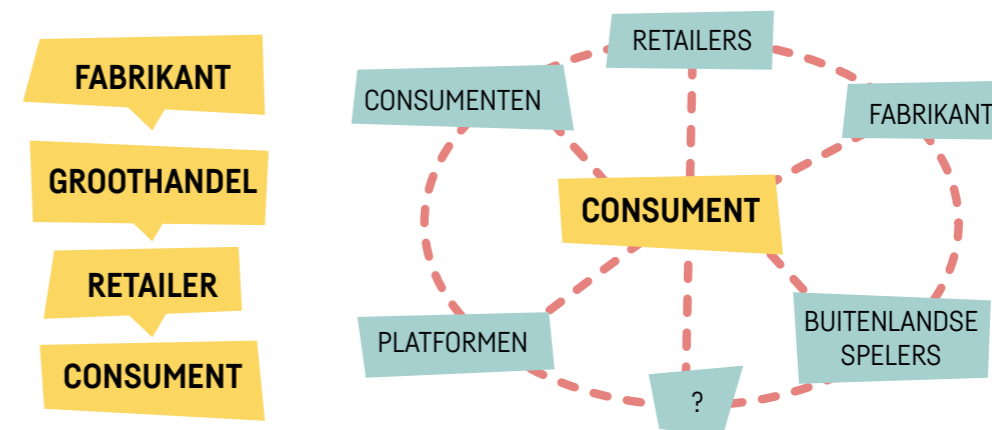 FABRIKANT
GROOTHANDEL
RETAILER
CONSUMENT
RETAILERS
CONSUMENTEN
FABRIKANT
CONSUMENT
PLATFORMEN
BUITENLANDSE
SPELERS
?